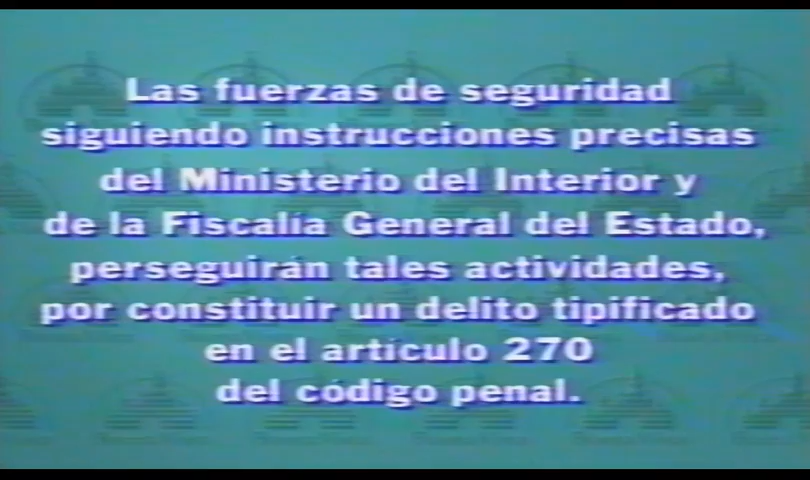 Las fuerzas de seguridad
siguiendo instrucciones precisas
del Ministerio del Interior y
de la Fiscalía General del Estado,
perseguirán tales actividades,
por constituir un delito tipificado
en el artículo 270
del código penal.